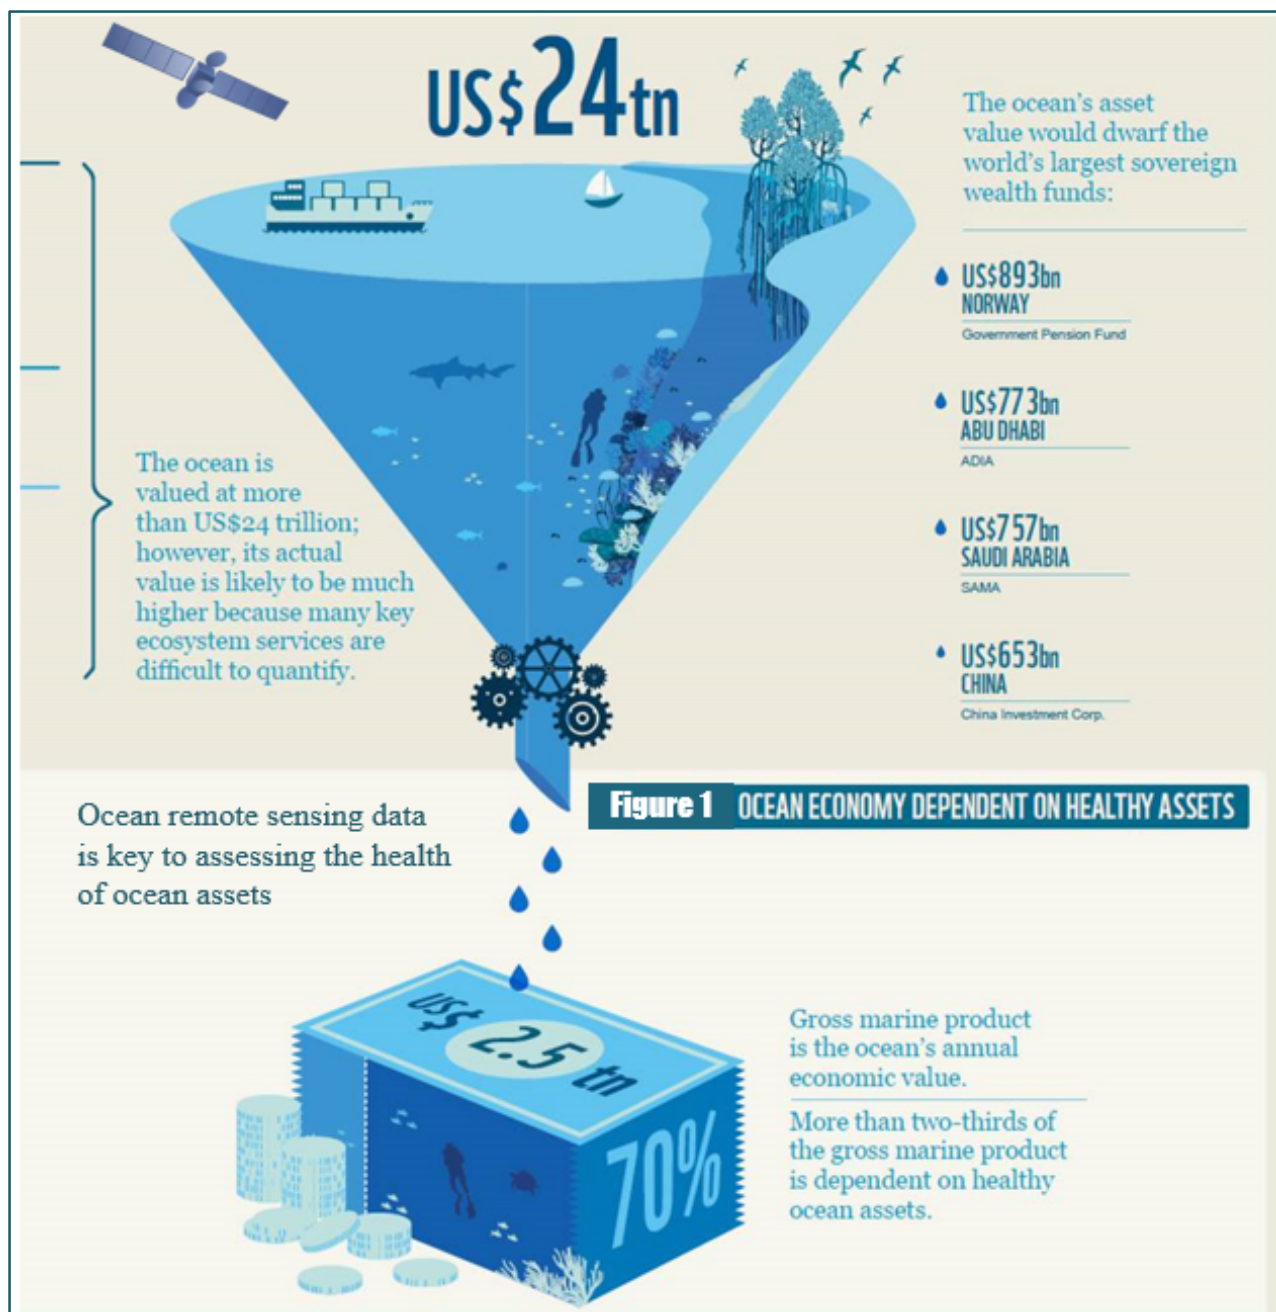 US$24tn
The ocean's asset
value would dwarf the
world's largest sovereign
wealth funds:
US$893bn
NORWAY
Government Pension Fund
US$773bn
ABU DHABI
ADIA
US$757bn
SAUDI ARABIA
SAMA
US$653bn
CHINA
China Investment Corp.
The ocean is
valued at more
than US$24 trillion;
however, its actual
value is likely to be much
higher because many key
ecosystem services are
difficult to quantify.
Figure 1 OCEAN ECONOMY DEPENDENT ON HEALTHY ASSETS
Ocean remote sensing data
is key to assessing the health
of ocean assets
US$ 2.5 tn
70%
Gross marine product
is the ocean's annual
economic value.
More than two-thirds of
the gross marine product
is dependent on healthy
ocean assets.